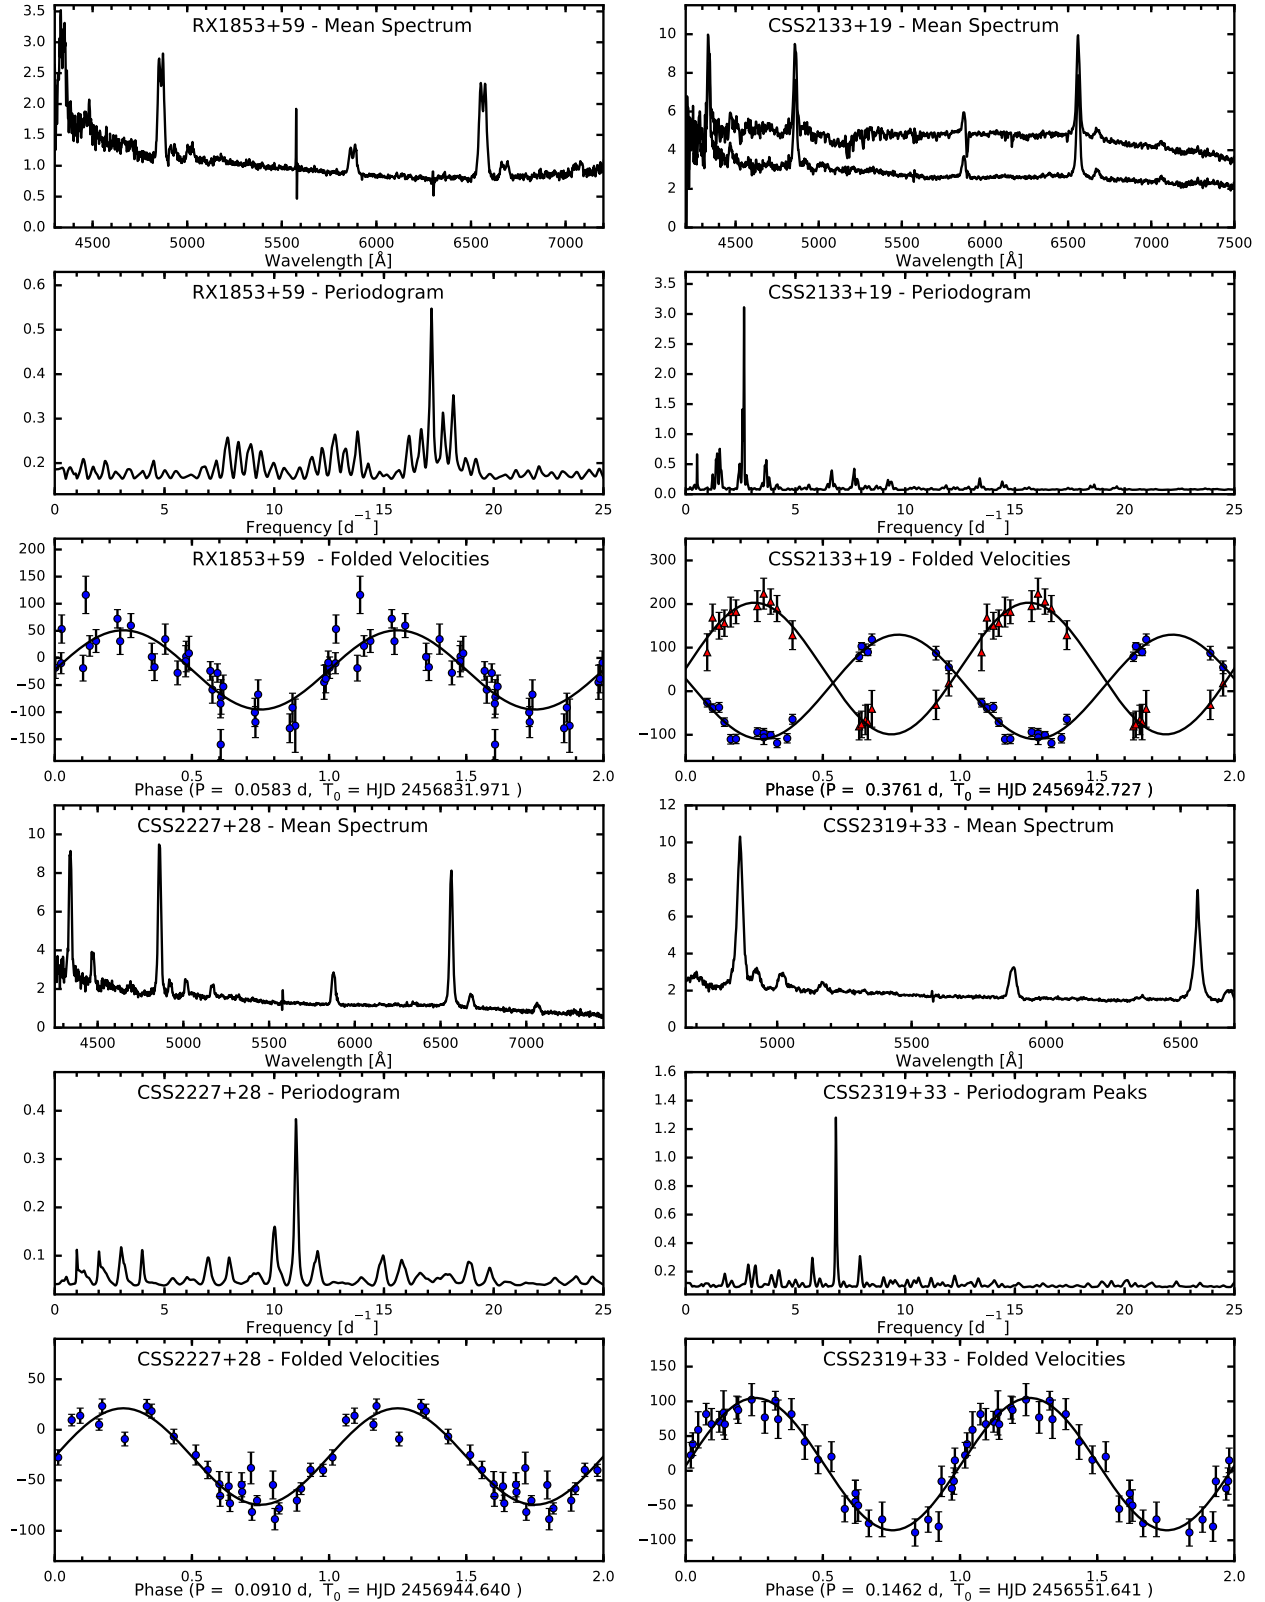 RX1853+59 - Mean Spectrum
3.5
3.0
2.5
2.0
1.5
1.0
0.5
0.0
4500 5000 5500 6000 6500 7000
Wavelength [Å]
CSS2133+19 - Mean Spectrum
10
8
6
4
2
0
4500 5000 5500 6000 6500 7000 7500
Wavelength [Å]
RX1853+59 - Periodogram
0.6
0.5
0.4
0.3
0.2
0 5 10 15 20 25
Frequency [d⁻¹]
CSS2133+19 - Periodogram
3.5
3.0
2.5
2.0
1.5
1.0
0.5
0.0
0 5 10 15 20 25
Frequency [d⁻¹]
RX1853+59 - Folded Velocities
200
150
100
50
0
−50
−100
−150
0.0 0.5 1.0 1.5 2.0
Phase (P = 0.0583 d, T₀ = HJD 2456831.971 )
CSS2133+19 - Folded Velocities
300
200
100
0
−100
0.0 0.5 1.0 1.5 2.0
Phase (P = 0.3761 d, T₀ = HJD 2456942.727 )
CSS2227+28 - Mean Spectrum
10
8
6
4
2
0
4500 5000 5500 6000 6500 7000
Wavelength [Å]
CSS2319+33 - Mean Spectrum
12
10
8
6
4
2
0
5000 5500 6000 6500
Wavelength [Å]
CSS2227+28 - Periodogram
0.4
0.3
0.2
0.1
0 5 10 15 20 25
Frequency [d⁻¹]
CSS2319+33 - Periodogram Peaks
1.6
1.4
1.2
1.0
0.8
0.6
0.4
0.2
0 5 10 15 20 25
Frequency [d⁻¹]
CSS2227+28 - Folded Velocities
50
0
−50
−100
0.0 0.5 1.0 1.5 2.0
Phase (P = 0.0910 d, T₀ = HJD 2456944.640 )
CSS2319+33 - Folded Velocities
150
100
50
0
−50
−100
0.0 0.5 1.0 1.5 2.0
Phase (P = 0.1462 d, T₀ = HJD 2456551.641 )